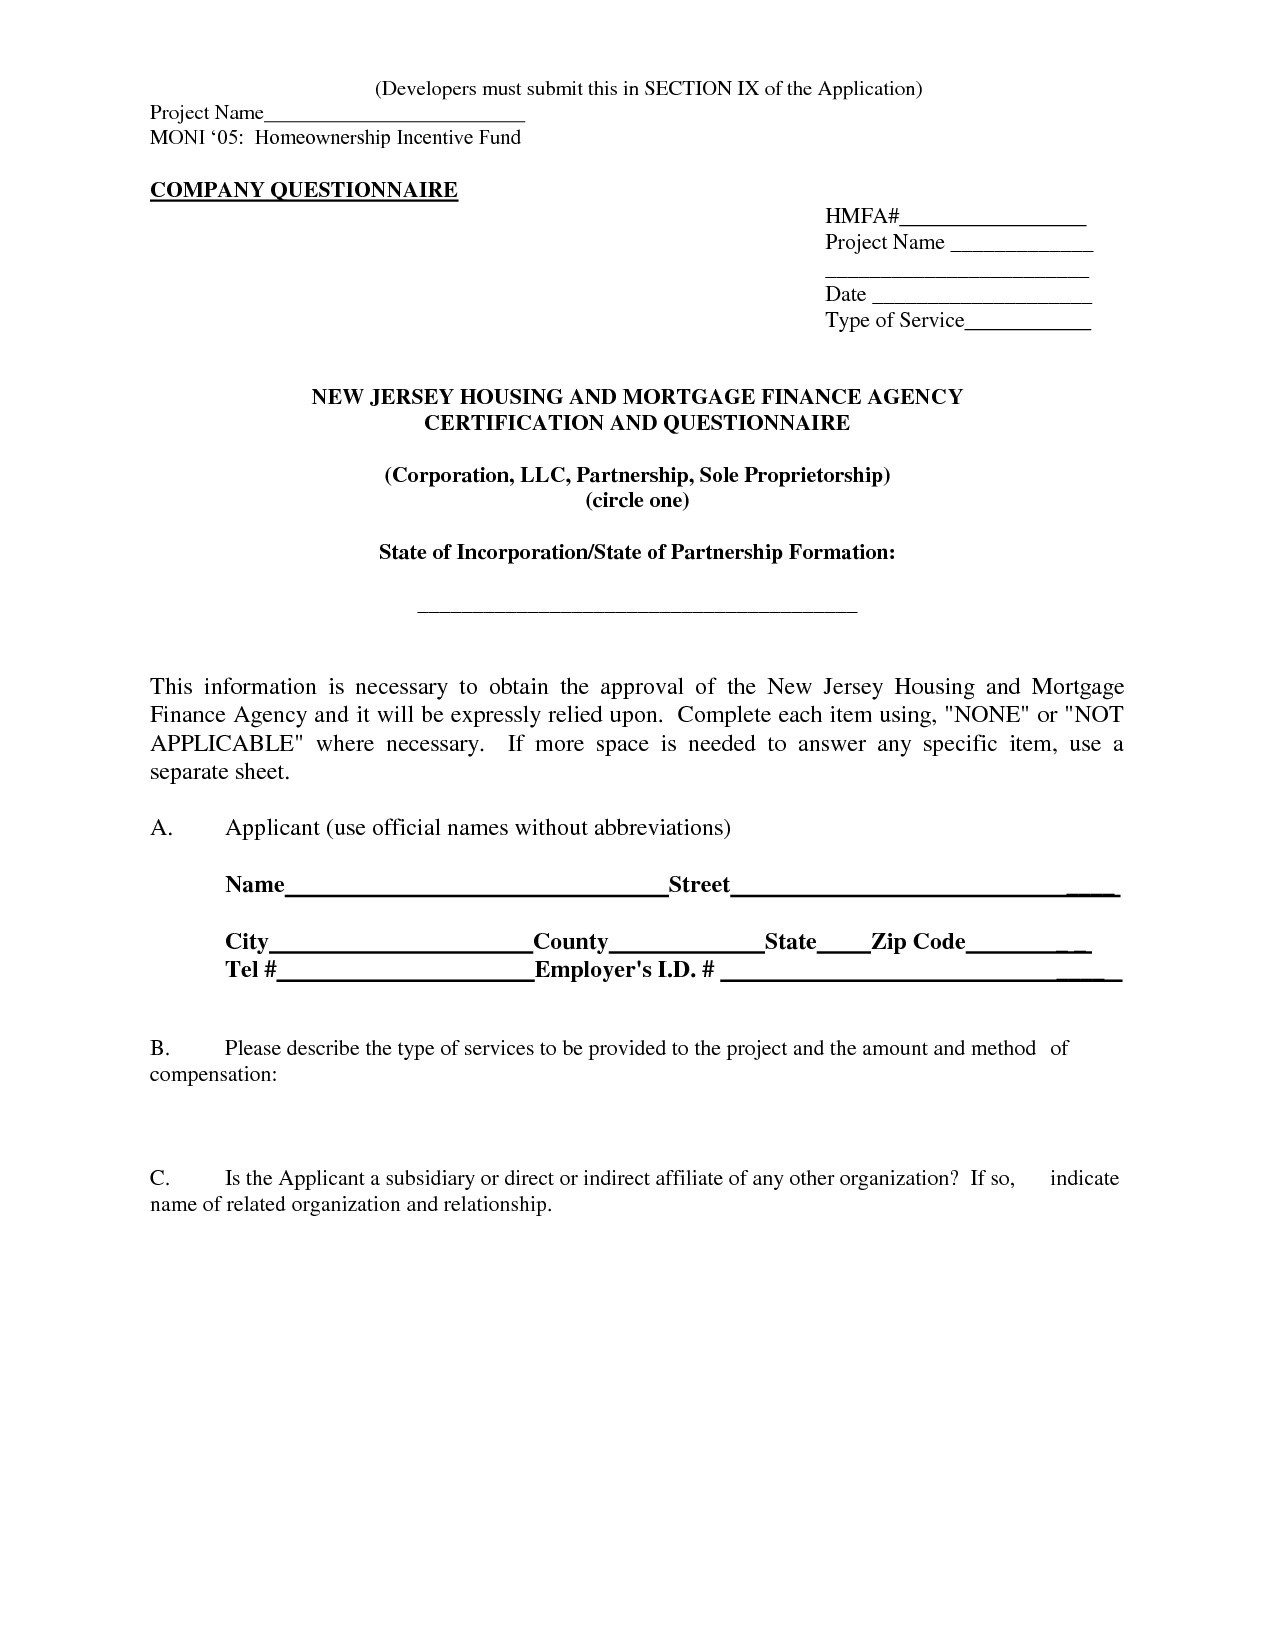 (Developers must submit this in SECTION IX of the Application)
Project Name_________________________
MONI ‘05:  Homeownership Incentive Fund
COMPANY QUESTIONNAIRE
HMFA#_________________
Project Name _____________
________________________
Date ____________________
Type of Service____________
NEW JERSEY HOUSING AND MORTGAGE FINANCE AGENCY
CERTIFICATION AND QUESTIONNAIRE
(Corporation, LLC, Partnership, Sole Proprietorship)
(circle one)
State of Incorporation/State of Partnership Formation:
________________________________________
This information is necessary to obtain the approval of the New Jersey Housing and Mortgage
Finance Agency and it will be expressly relied upon.  Complete each item using, "NONE" or "NOT
APPLICABLE" where necessary.  If more space is needed to answer any specific item, use a
separate sheet.
A. Applicant (use official names without abbreviations)
Name________________________________Street________________________________
City______________________County_____________State____Zip Code__________
Tel #_____________________Employer's I.D. # _________________________________
B. Please describe the type of services to be provided to the project and the amount and method of
compensation:
C. Is the Applicant a subsidiary or direct or indirect affiliate of any other organization?  If so, indicate
name of related organization and relationship.